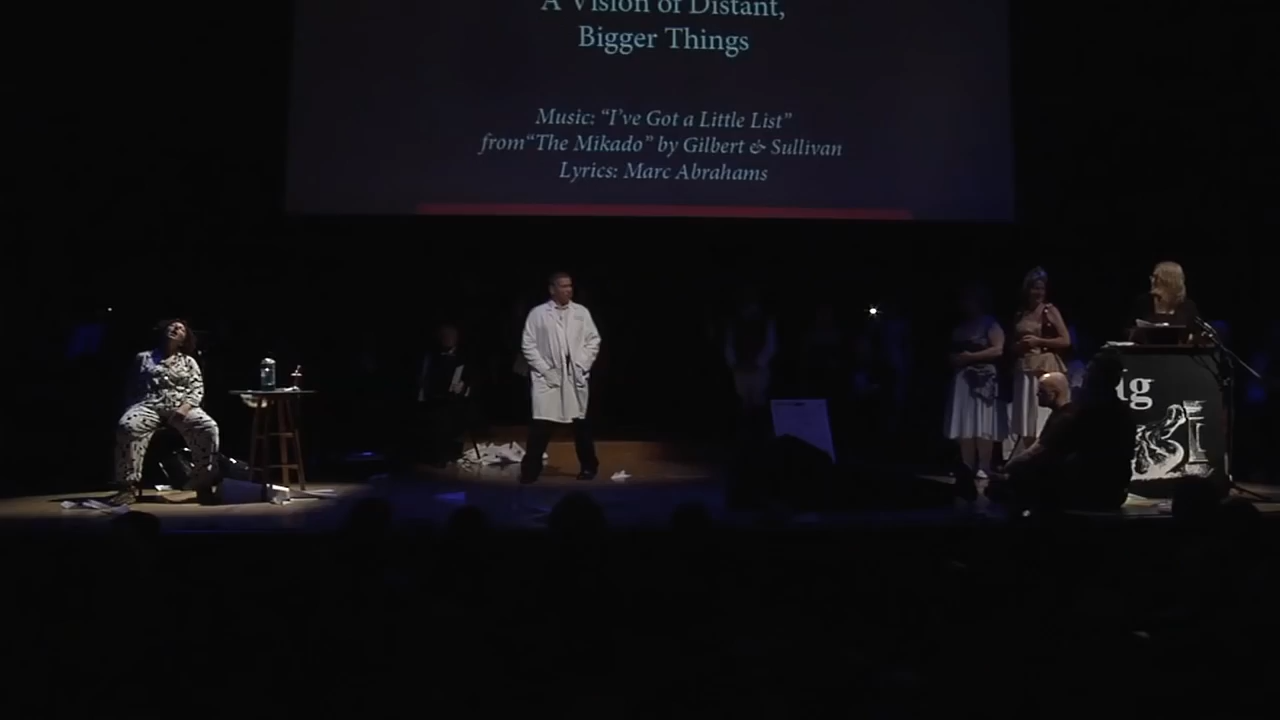 A Vision of Distant,
Bigger Things
Music: “I’ve Got a Little List”
from“The Mikado” by Gilbert & Sullivan
Lyrics: Marc Abrahams